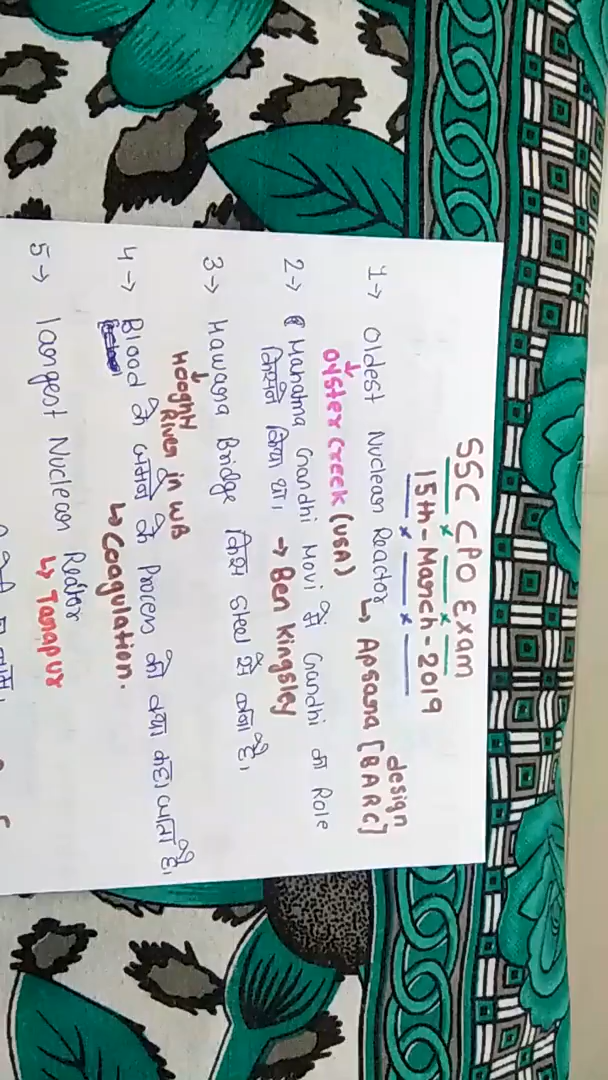 SSC CPO Exam
15th - March - 2019
1→ Oldest Nuclear Reactor ↳ Apsara [BARC] design
Oyster Creek (USA)
2→ Mahatma Gandhi Movi में Gandhi का Role
किसने किया था। → Ben Kingsley
3→ Hawara Bridge किस steel से बना है।
HOOGHLY River in WB
4→ Blood के जमने के Process को क्या कहा जाता है।
↳ Coagulation.
5→ largest Nuclear Rector
↳ Tarapur